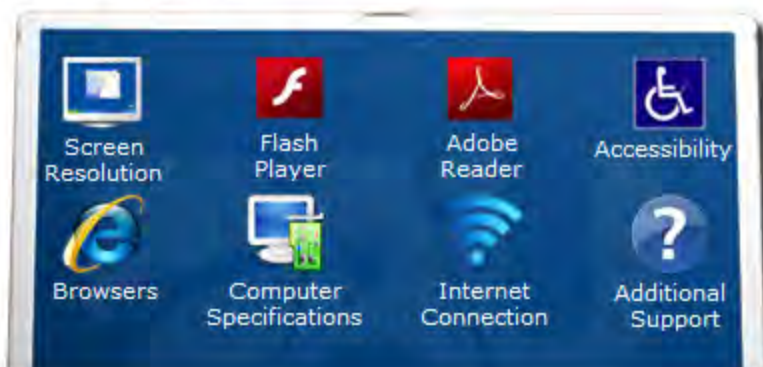 Screen
Resolution
Flash
Player
Adobe
Reader
Accessibility
Browsers
Computer
Specifications
Internet
Connection
?
Additional
Support